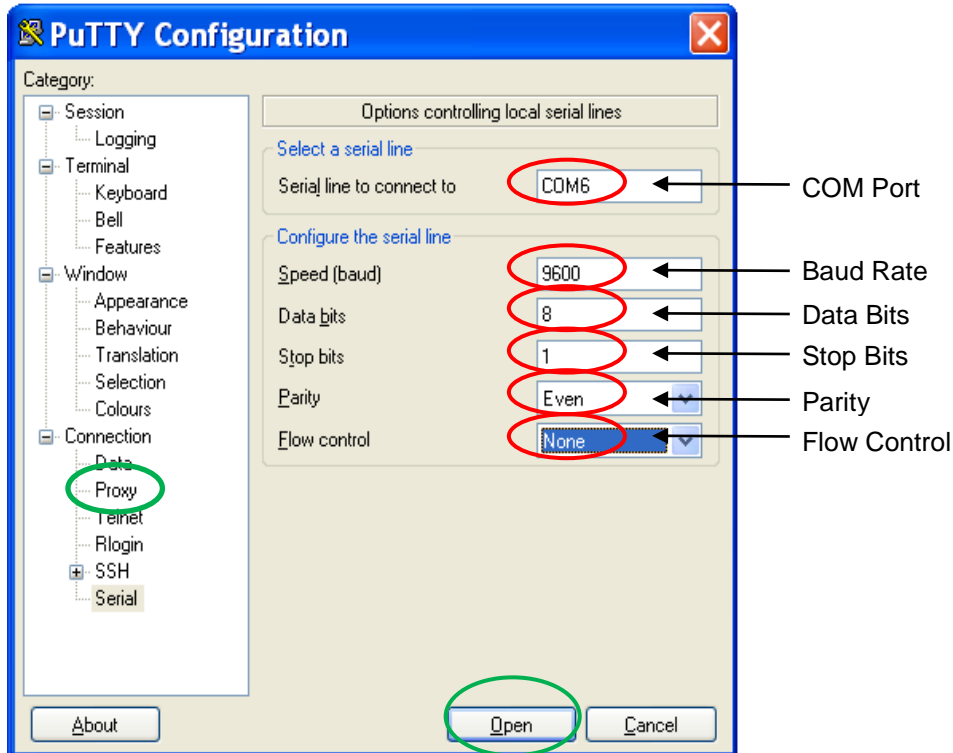 PuTTY Configuration
Category:
Session
Logging
Terminal
Keyboard
Bell
Features
Window
Appearance
Behaviour
Translation
Selection
Colours
Connection
Data
Proxy
Telnet
Rlogin
SSH
Serial
Options controlling local serial lines
Select a serial line
Serial line to connect to COM6 COM Port
Configure the serial line
Speed (baud) 9600 Baud Rate
Data bits 8 Data Bits
Stop bits 1 Stop Bits
Parity Even Parity
Flow control None Flow Control
About Open Cancel